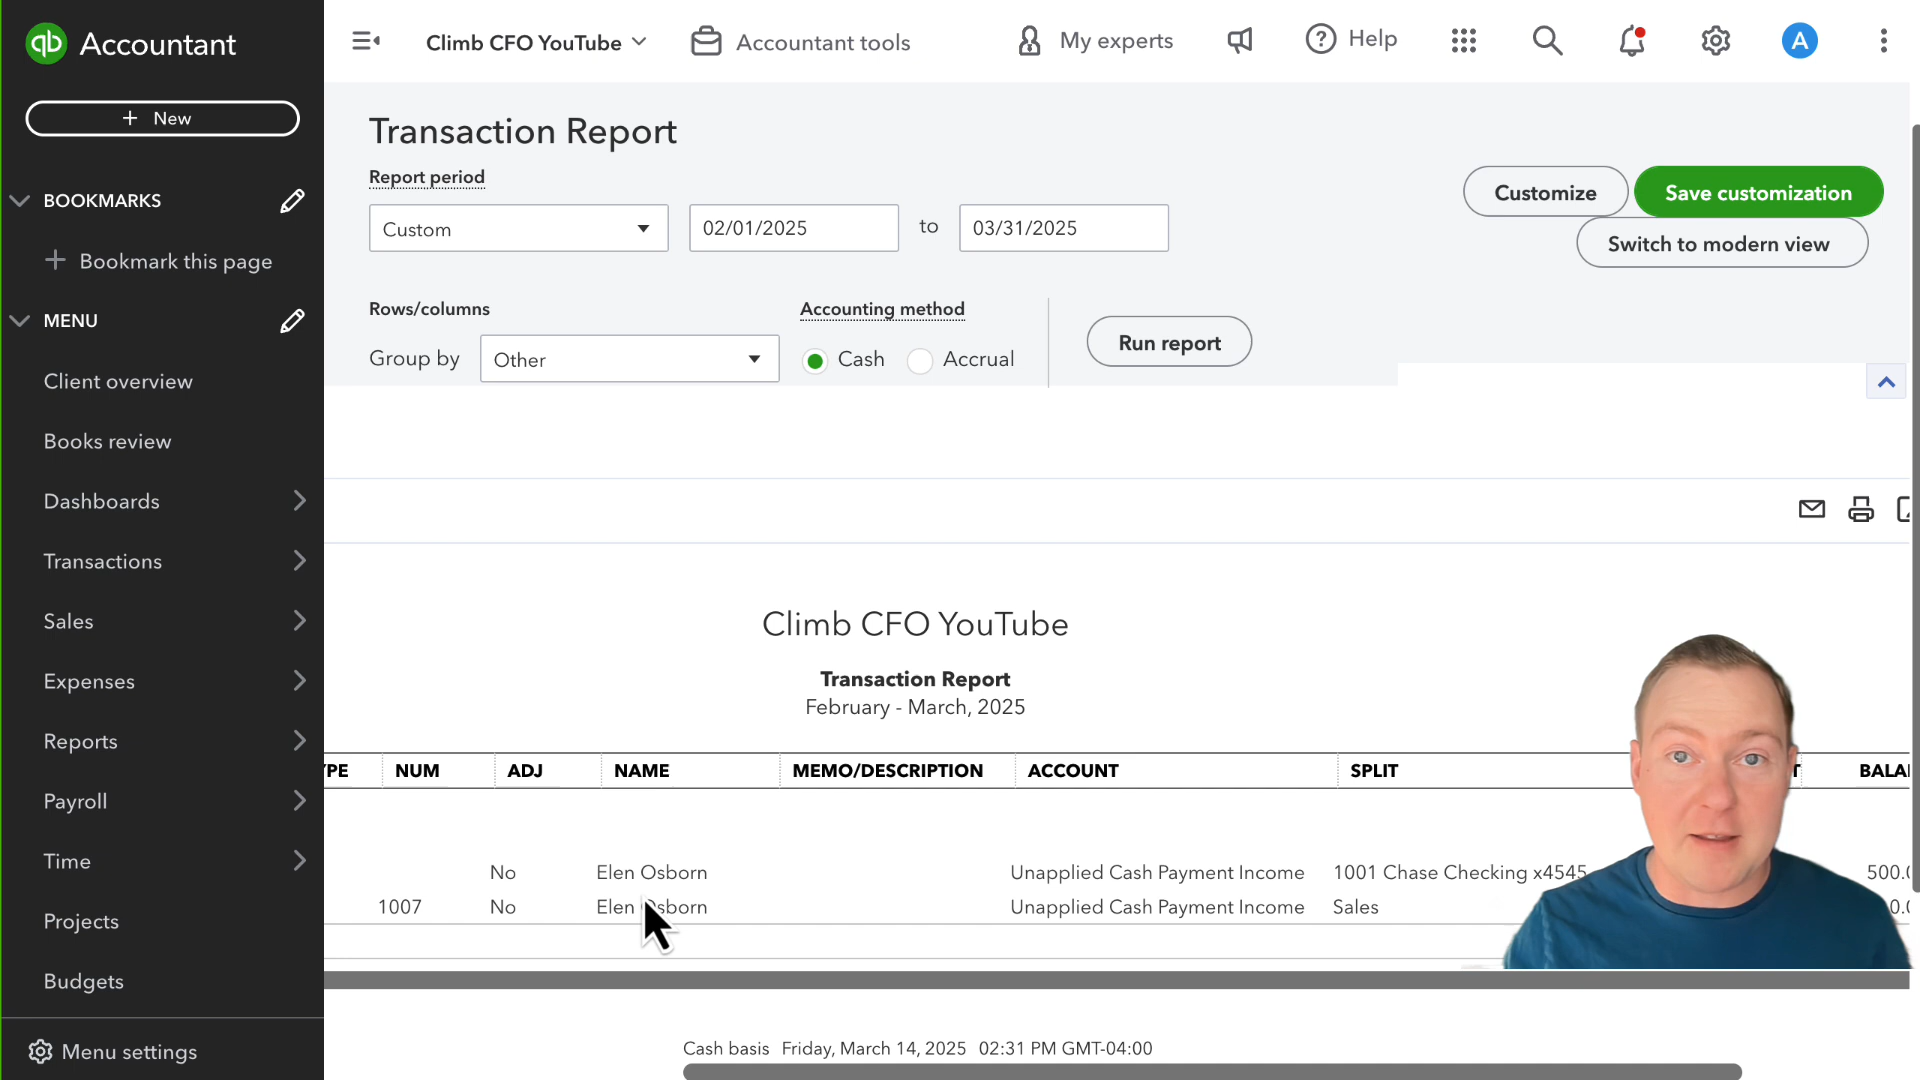 qb Accountant
Climb CFO YouTube
Accountant tools
My experts
Help
A
+ New
BOOKMARKS
Bookmark this page
MENU
Client overview
Books review
Dashboards
Transactions
Sales
Expenses
Reports
Payroll
Time
Projects
Budgets
Menu settings
Transaction Report
Report period
Custom
02/01/2025 to 03/31/2025
Customize
Save customization
Switch to modern view
Rows/columns
Accounting method
Group by Other
Cash Accrual
Run report
Climb CFO YouTube
Transaction Report
February - March, 2025
NUM ADJ NAME MEMO/DESCRIPTION ACCOUNT SPLIT
No Elen Osborn Unapplied Cash Payment Income 1001 Chase Checking x4545
1007 No Elen Osborn Unapplied Cash Payment Income Sales
Cash basis Friday, March 14, 2025 02:31 PM GMT-04:00